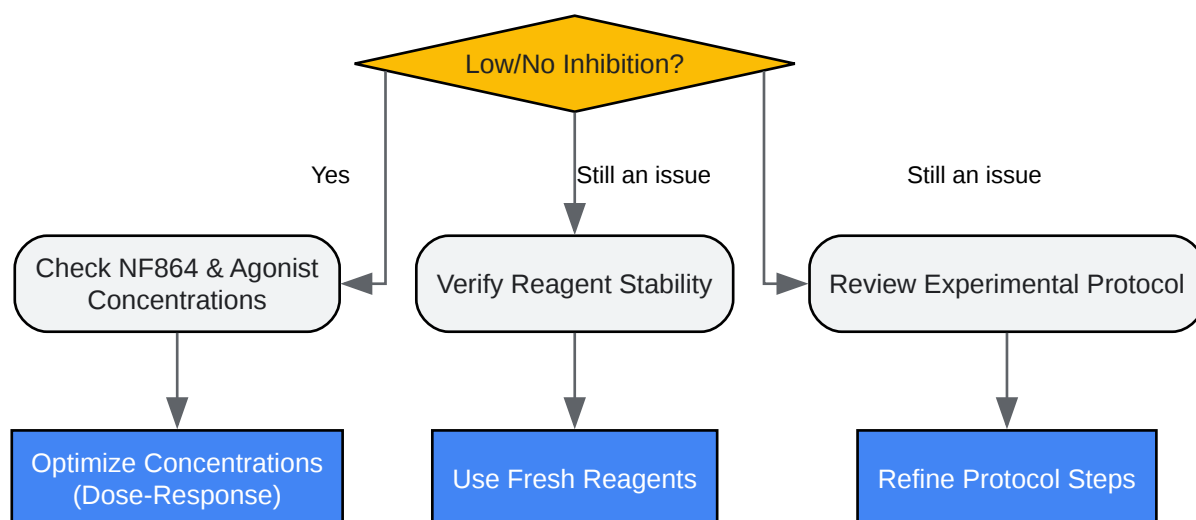 Low/No Inhibition?
Yes
Still an issue
Still an issue
Check NF864 & Agonist
Concentrations
Verify Reagent Stability
Review Experimental Protocol
Optimize Concentrations
(Dose-Response)
Use Fresh Reagents
Refine Protocol Steps